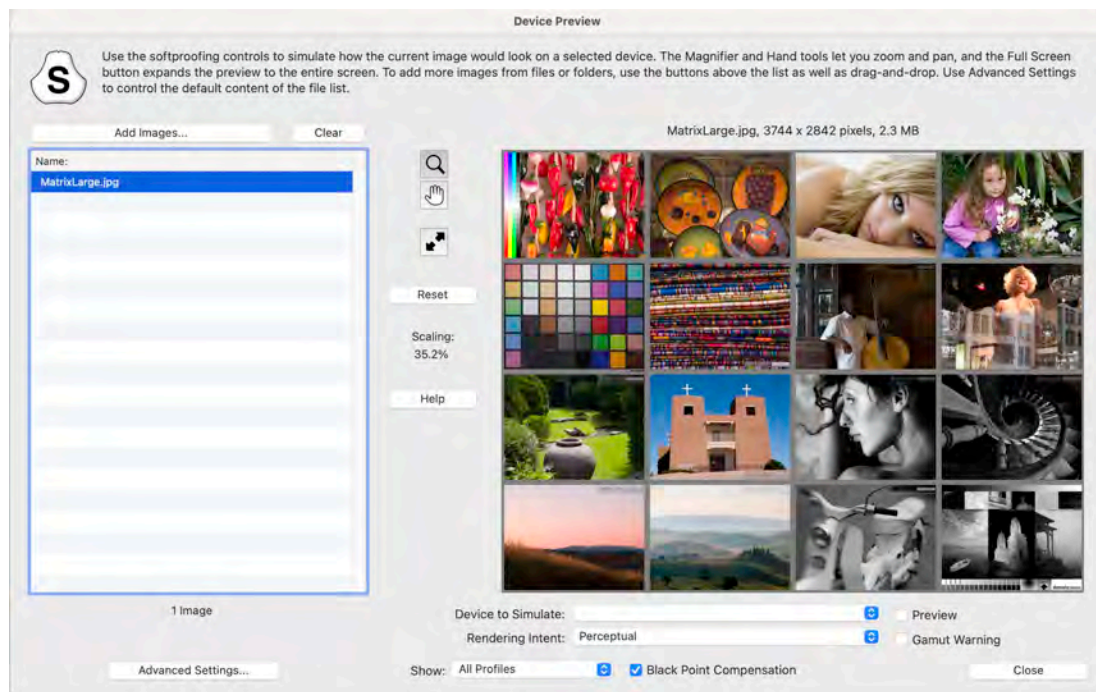 Device Preview
S
Use the softproofing controls to simulate how the current image would look on a selected device. The Magnifier and Hand tools let you zoom and pan, and the Full Screen
button expands the preview to the entire screen. To add more images from files or folders, use the buttons above the list as well as drag-and-drop. Use Advanced Settings
to control the default content of the file list.
Add Images...
Clear
MatrixLarge.jpg, 3744 x 2842 pixels, 2.3 MB
Name:
MatrixLarge.jpg
Reset
Scaling:
35.2%
Help
1 Image
Device to Simulate:
Preview
Rendering Intent: Perceptual
Gamut Warning
Advanced Settings...
Show: All Profiles
Black Point Compensation
Close